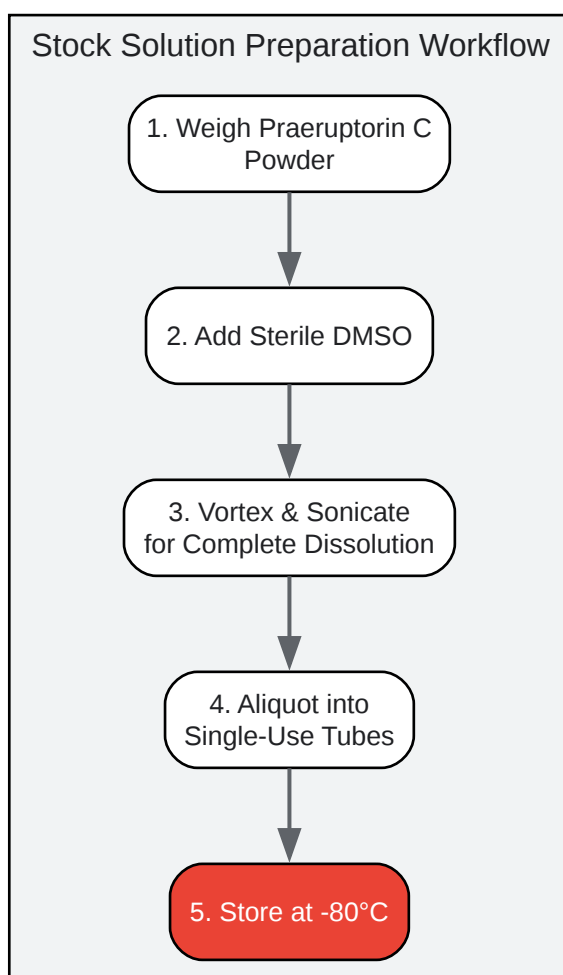 Stock Solution Preparation Workflow
1. Weigh Praeruptorin C
Powder
2. Add Sterile DMSO
3. Vortex & Sonicate
for Complete Dissolution
4. Aliquot into
Single-Use Tubes
5. Store at -80°C